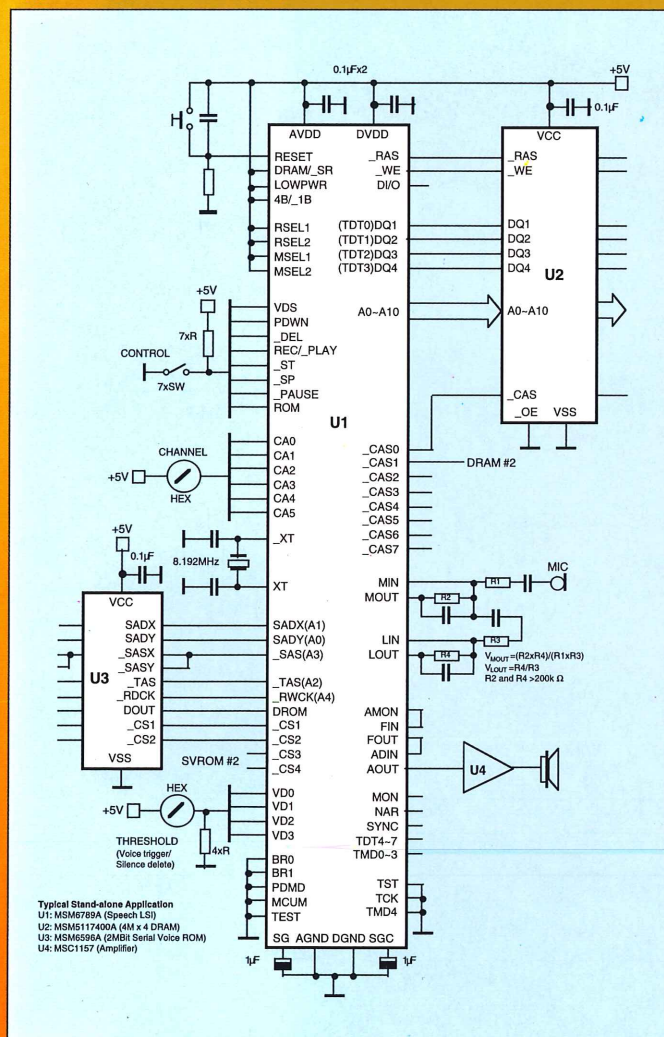 0.1µFx2
+5V
0.1µF
AVDD
DVDD
VCC
RESET
DRAM/_SR
LOWPWR
4B/_1B
RSEL1
RSEL2
MSEL1
MSEL2
_RAS
_WE
DI/O
(TDT0)DQ1
(TDT1)DQ2
(TDT2)DQ3
(TDT3)DQ4
A0~A10
_RAS
_WE
DQ1
DQ2
DQ3
DQ4
U2
A0~A10
_CAS
_OE
VSS
+5V
7xR
CONTROL
7xSW
VDS
PDWN
_DEL
REC/_PLAY
_ST
_SP
_PAUSE
ROM
U1
CHANNEL
+5V
HEX
CA0
CA1
CA2
CA3
CA4
CA5
_CAS0
_CAS1
DRAM #2
_CAS2
_CAS3
_CAS4
_CAS5
_CAS6
_CAS7
+5V
0.1µF
8.192MHz
_XT
XT
MIN
MOUT
LIN
LOUT
R1
R2
R3
R4
MIC
VMOUT =(R2xR4)/(R1xR3)
VLOUT =R4/R3
R2 and R4 >200k Ω
VCC
SADX
SADY
_SASX
_SASY
_TAS
_RDCK
DOUT
_CS1
_CS2
U3
VSS
SADX(A1)
SADY(A0)
_SAS(A3)
_TAS(A2)
_RWCK(A4)
DROM
_CS1
_CS2
_CS3
_CS4
SVROM #2
AMON
FIN
FOUT
ADIN
AOUT
U4
HEX
+5V
THRESHOLD
(Voice trigger/
Silence delete)
4xR
VD0
VD1
VD2
VD3
MON
NAR
SYNC
TDT4~7
TMD0~3
BR0
BR1
PDMD
MCUM
TEST
TST
TCK
TMD4
SG
AGND
DGND
SGC
1µF
1µF
Typical Stand-alone Application
U1: MSM6789A (Speech LSI)
U2: MSM5117400A (4M x 4 DRAM)
U3: MSM6596A (2MBit Serial Voice ROM)
U4: MSC1157 (Amplifier)